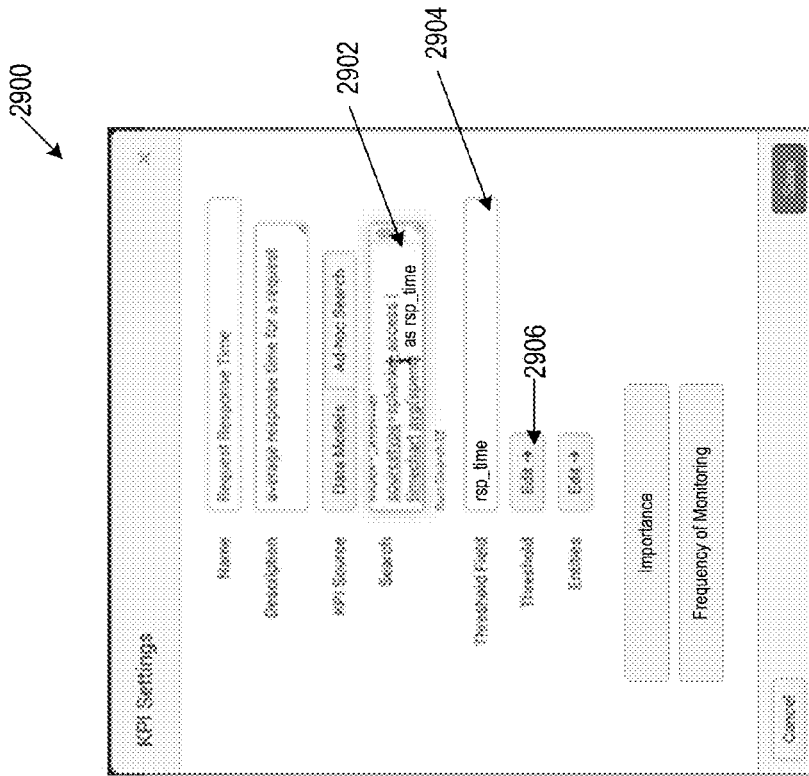 2900
KPI Settings X
Name Request Response Time
Description average response time for a request
KPI Source Data Models Ad-hoc Search
2902
Search
as rsp_time
2904
Threshold Field rsp_time
Threshold Edit →
2906
Entities Edit →
Importance
Frequency of Monitoring
Cancel